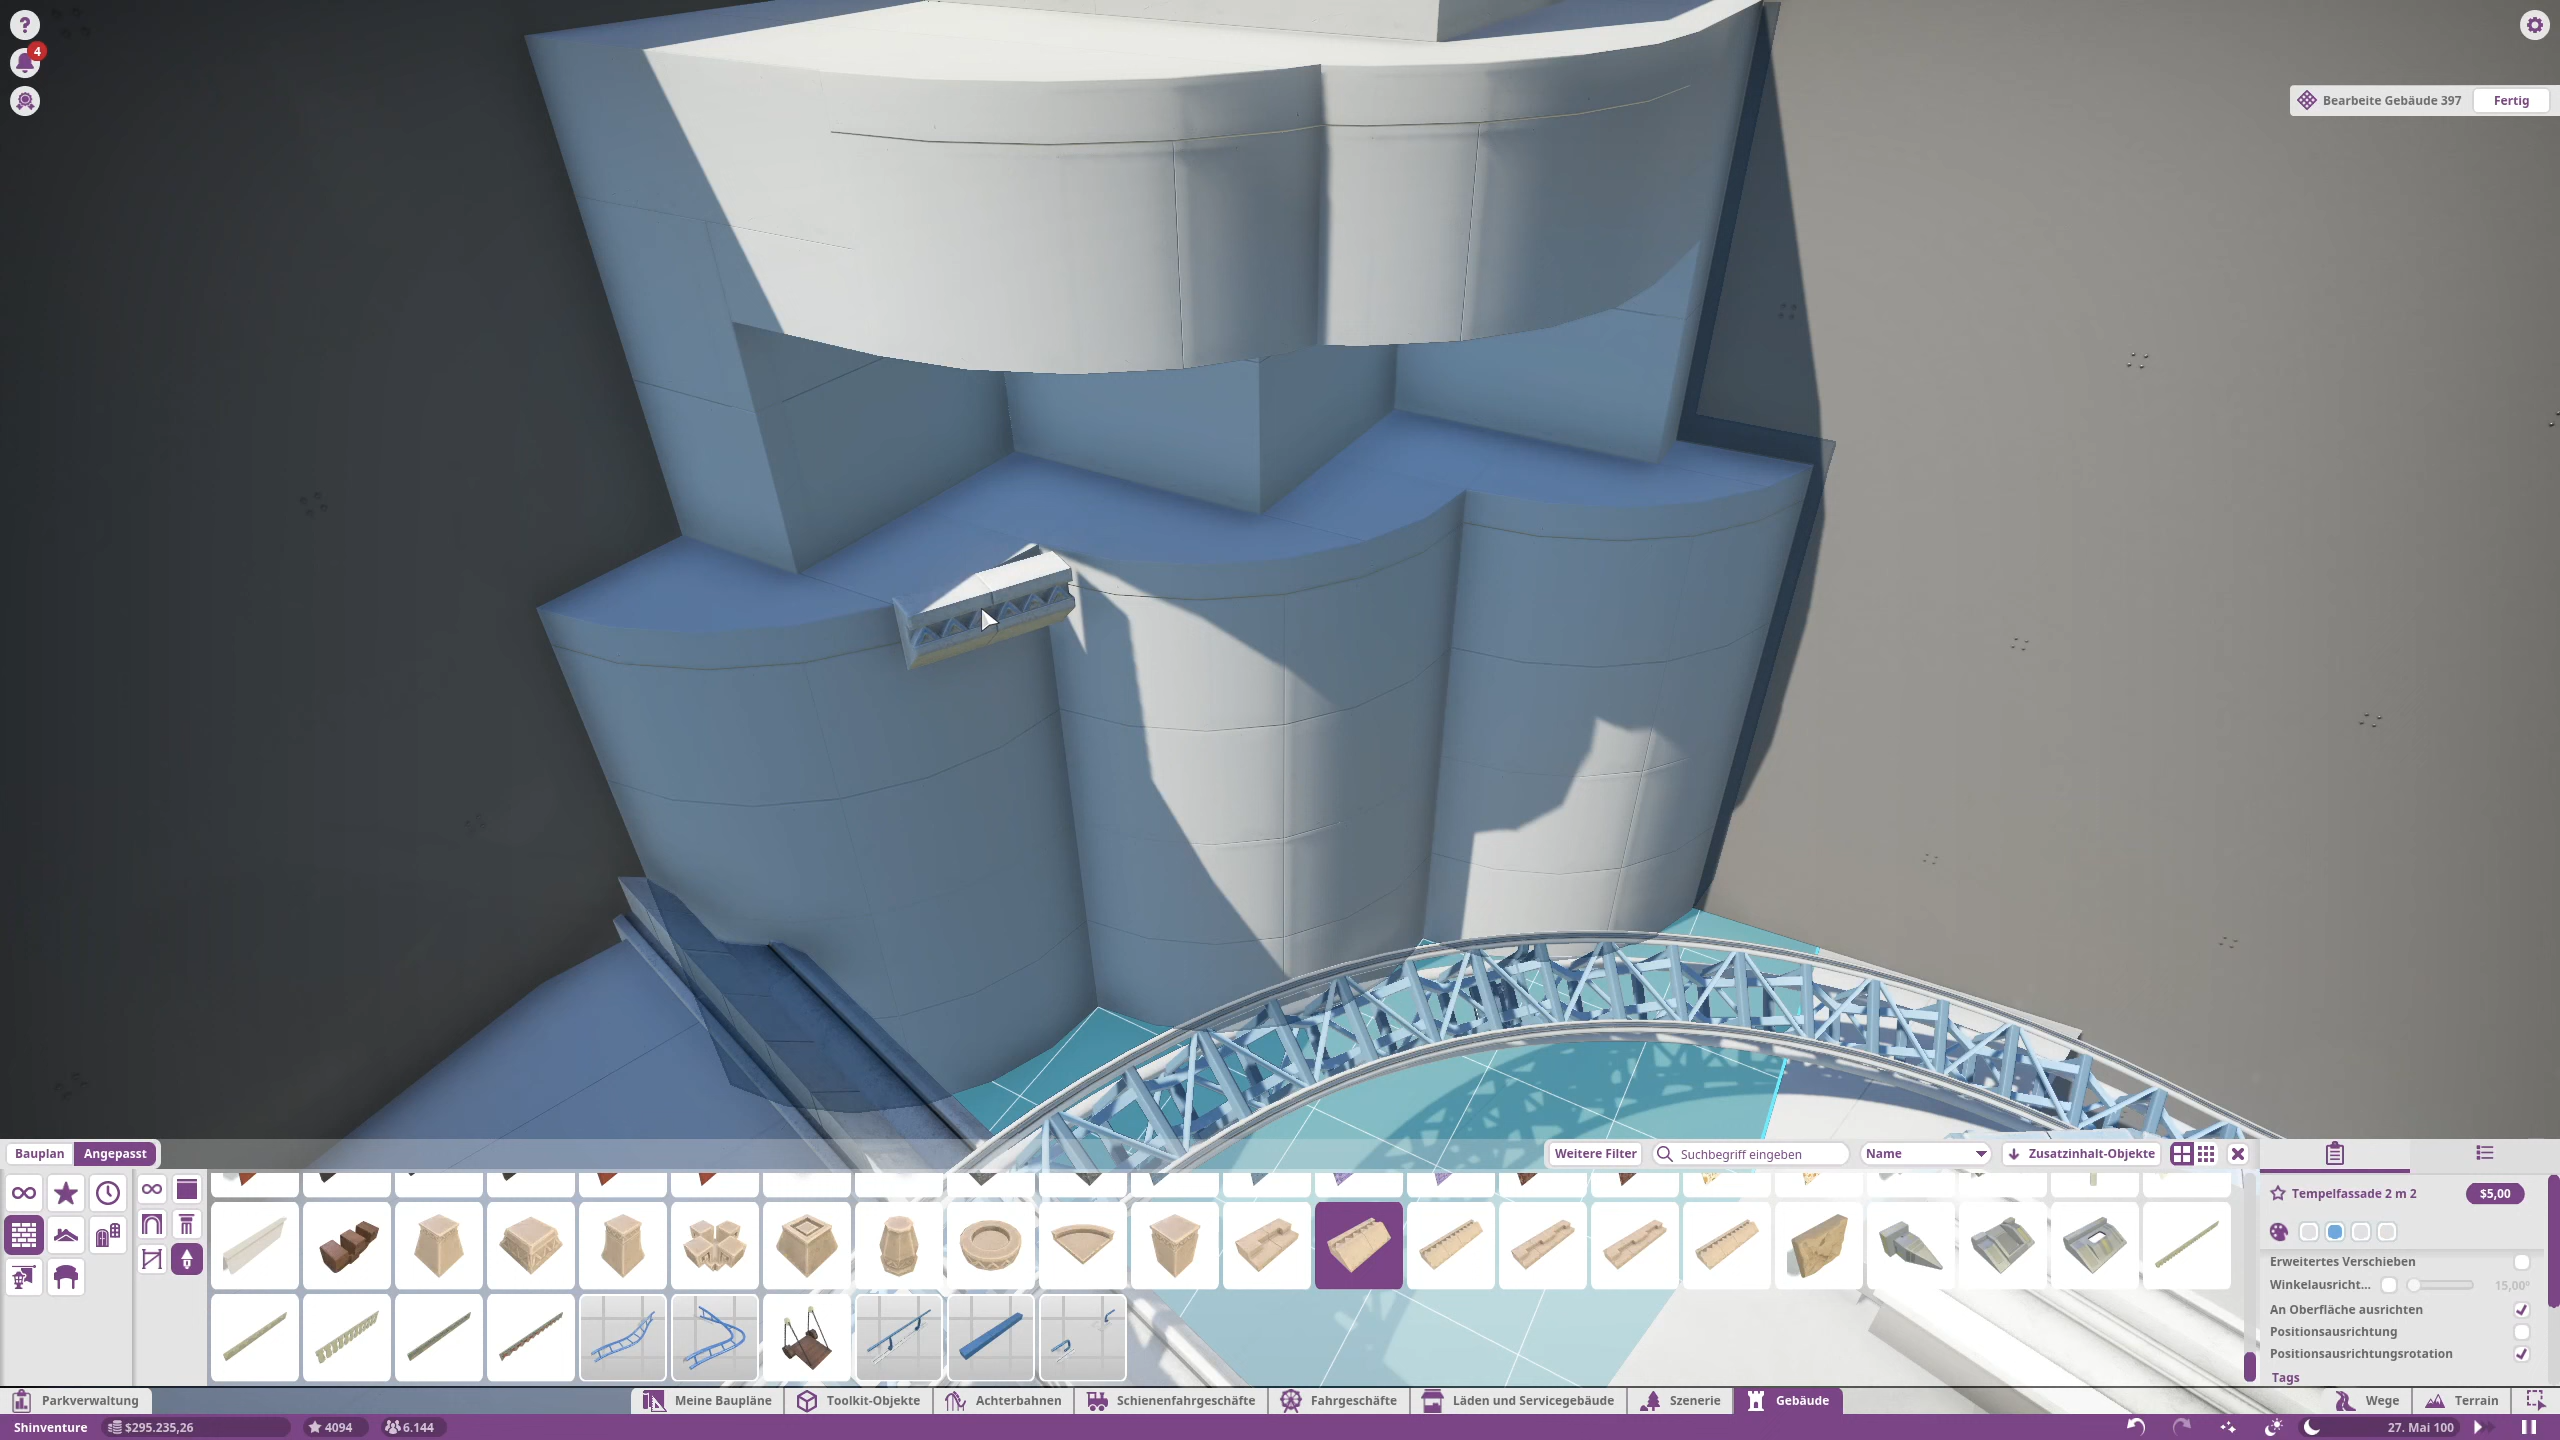 ?
4
Bearbeite Gebäude 397
Fertig
Bauplan
Angepasst
Weitere Filter
Suchbegriff eingeben
Name
Zusatzinhalt-Objekte
Tempelfassade 2 m 2
$5,00
Erweitertes Verschieben
Winkelausricht...
15,00°
An Oberfläche ausrichten
Positionsausrichtung
Positionsausrichtungsrotation
Tags
Parkverwaltung
Meine Baupläne
Toolkit-Objekte
Achterbahnen
Schienenfahrgeschäfte
Fahrgeschäfte
Läden und Servicegebäude
Szenerie
Gebäude
Wege
Terrain
Shinventure
$295.235,26
4094
6.144
27. Mai 100